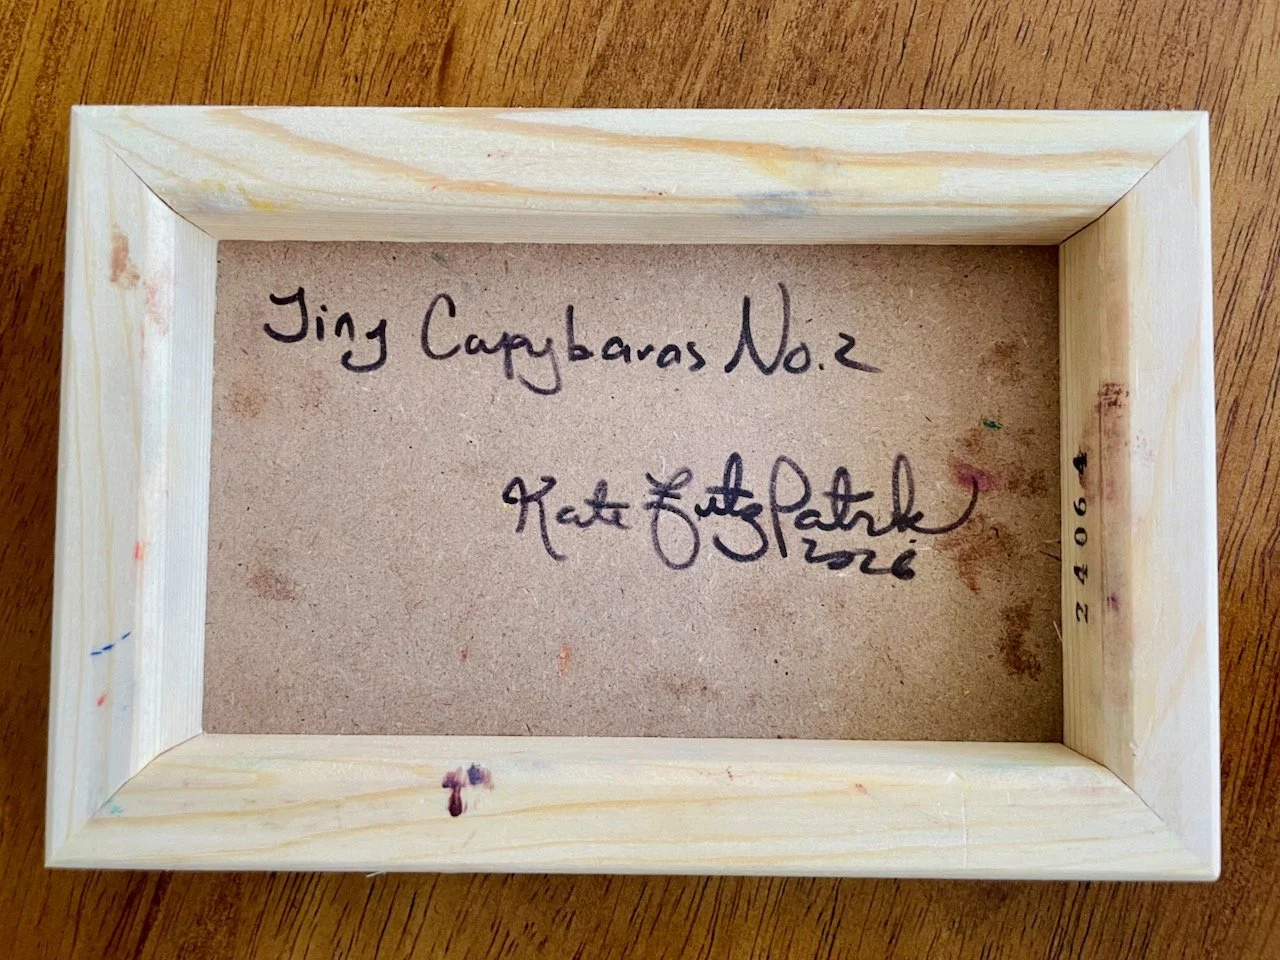 Tiny Capybaras No. 2
Kate FitzPatrick
2026
24064